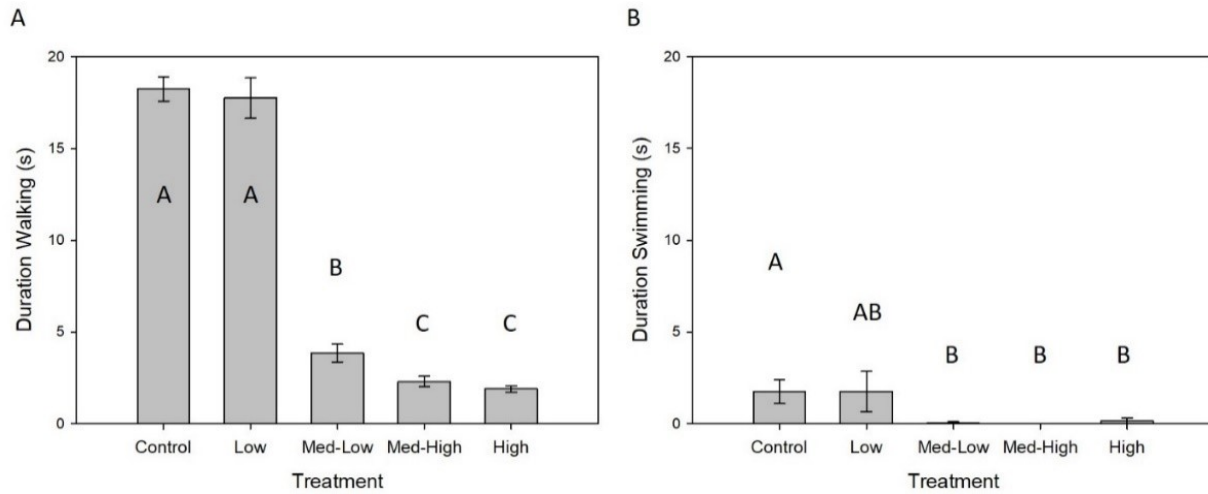 A
Duration Walking (s)
20
15
10
5
0
A
A
B
C
C
Control
Low
Med-Low
Med-High
High
Treatment
B
Duration Swimming (s)
20
15
10
5
0
A
AB
B
B
B
Control
Low
Med-Low
Med-High
High
Treatment